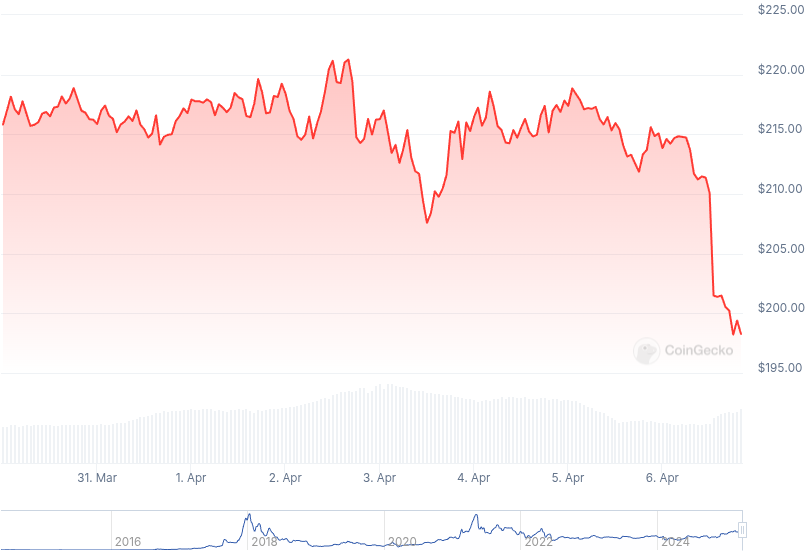 $225.00
$220.00
$215.00
$210.00
$205.00
$200.00
CoinGecko
$195.00
31. Mar 1. Apr 2. Apr 3. Apr 4. Apr 5. Apr 6. Apr
2016 2018 2020 2022 2024